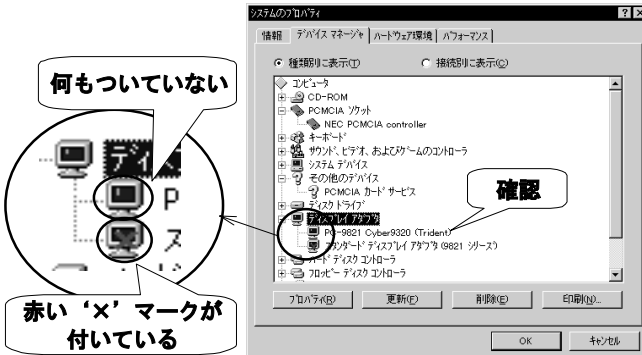 何もついていない
ディ
P
ス
赤い‘×’マークが
付いている
システムのプロパティ
情報 デバイス マネージャ ハードウェア環境 パフォーマンス
種類別に表示(T) 接続別に表示(C)
コンピュータ
CD-ROM
PCMCIA ソケット
NEC PCMCIA controller
キーボード
サウンド、ビデオ、およびゲームのコントローラ
システム デバイス
その他のデバイス
PCMCIA カード サービス
ディスク ドライブ
ディスプレイ アダプタ
PC-9821 Cyber9320 (Trident)
スタンダード ディスプレイ アダプタ (9821 シリーズ)
ハード ディスク コントローラ
フロッピー ディスク コントローラ
確認
プロパティ(R) 更新(F) 削除(E) 印刷(N)...
OK キャンセル